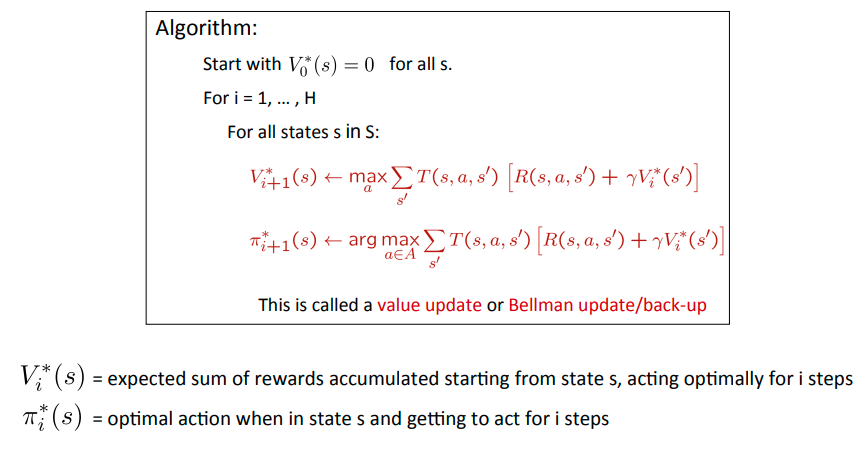 Algorithm:
Start with $V_0^*(s) = 0$ for all s.
For i = 1, ... , H
For all states s in S:
$V_{i+1}^*(s) \leftarrow \max_a \sum_{s'} T(s, a, s') \left[ R(s, a, s') + \gamma V_i^*(s') \right]$
$\pi_{i+1}^*(s) \leftarrow \arg\max_{a \in A} \sum_{s'} T(s, a, s') \left[ R(s, a, s') + \gamma V_i^*(s') \right]$
This is called a value update or Bellman update/back-up
$V_i^*(s)$ = expected sum of rewards accumulated starting from state s, acting optimally for i steps
$\pi_i^*(s)$ = optimal action when in state s and getting to act for i steps